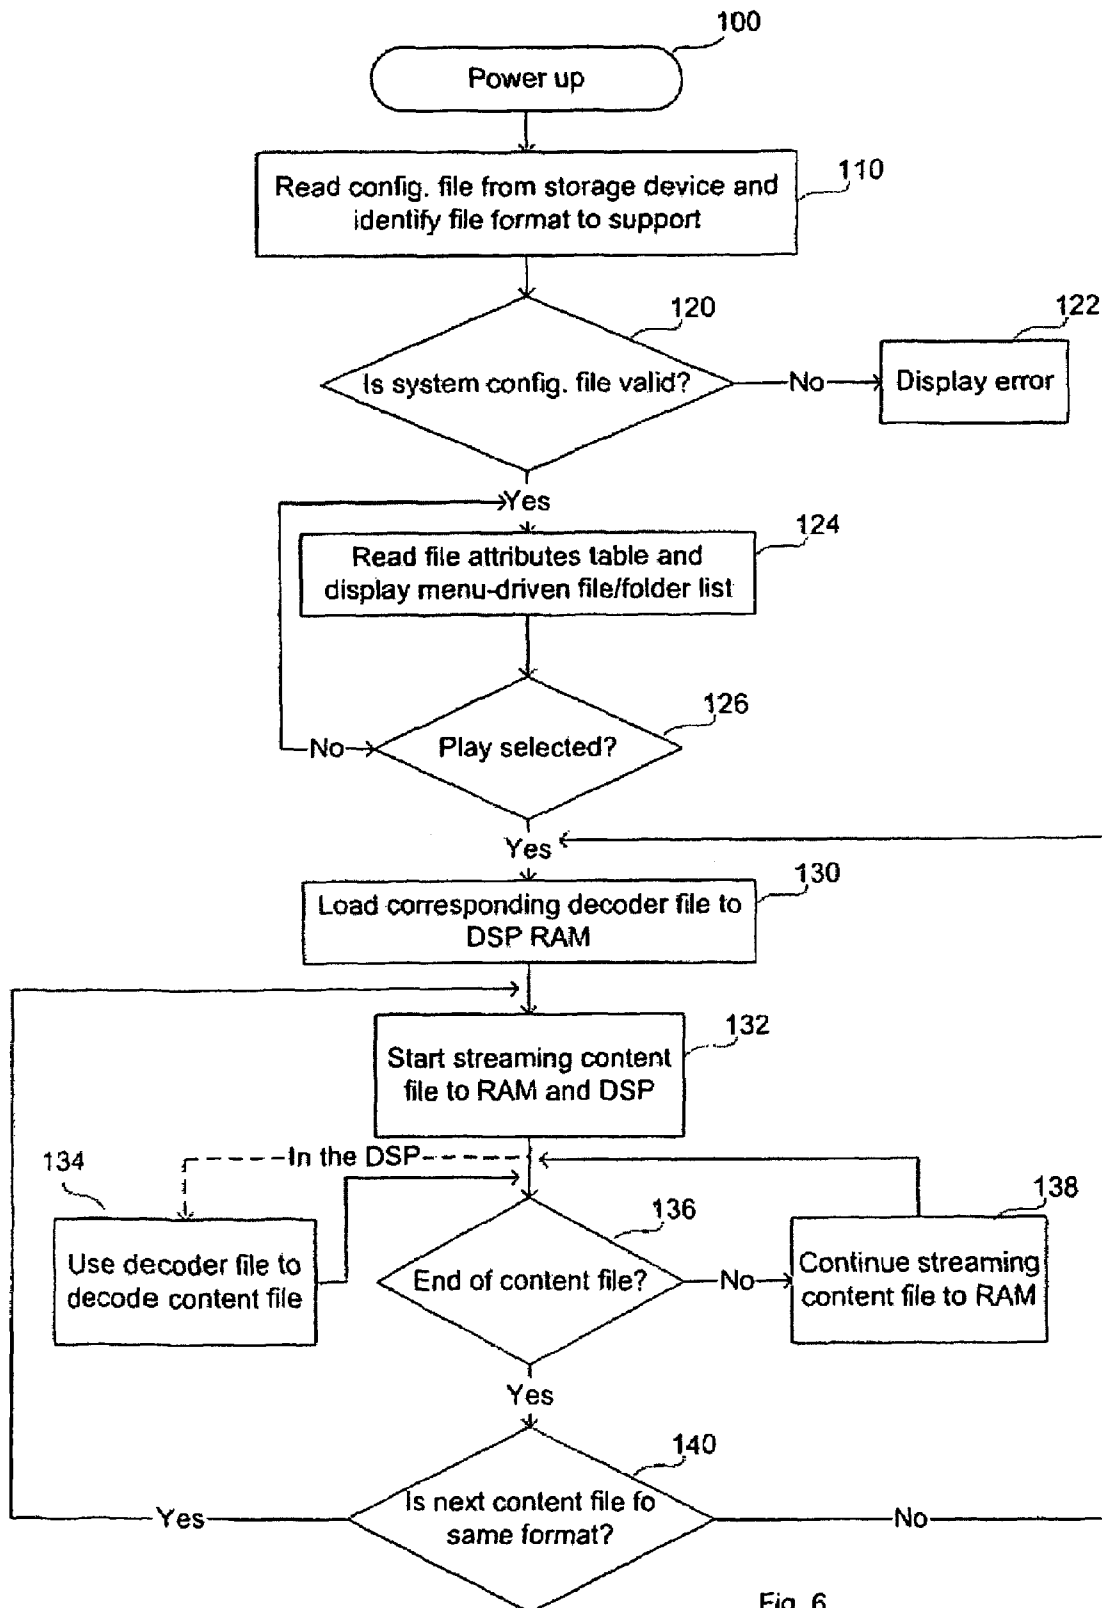 100
Power up
110
Read config. file from storage device and
identify file format to support
120
122
Is system config. file valid?
No
Display error
Yes
124
Read file attributes table and
display menu-driven file/folder list
126
Play selected?
No
Yes
130
Load corresponding decoder file to
DSP RAM
132
Start streaming content
file to RAM and DSP
In the DSP
134
136
138
Use decoder file to
decode content file
End of content file?
No
Continue streaming
content file to RAM
Yes
140
Is next content file fo
same format?
Yes
No
Fig. 6